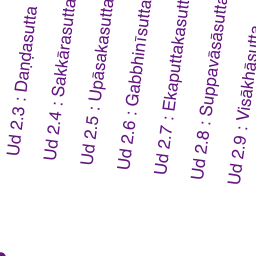 Ud 2.3 : Daṇḍasutta
Ud 2.4 : Sakkārasutta
Ud 2.5 : Upāsakasutta
Ud 2.6 : Gabbhinīsutta
Ud 2.7 : Ekaputtakasutt
Ud 2.8 : Suppavāsāsutta
Ud 2.9 : Visākhāsutta